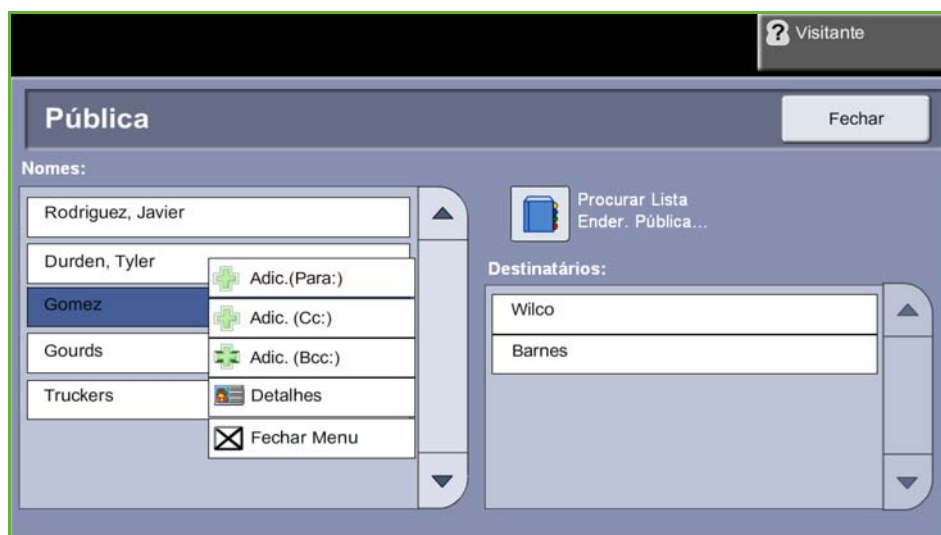 ? Visitante
Pública
Fechar
Nomes:
Rodriguez, Javier
Durden, Tyler
Gomez
Gourds
Truckers
Adic.(Para:)
Adic. (Cc:)
Adic. (Bcc:)
Detalhes
Fechar Menu
Procurar Lista
Ender. Pública...
Destinatários:
Wilco
Barnes